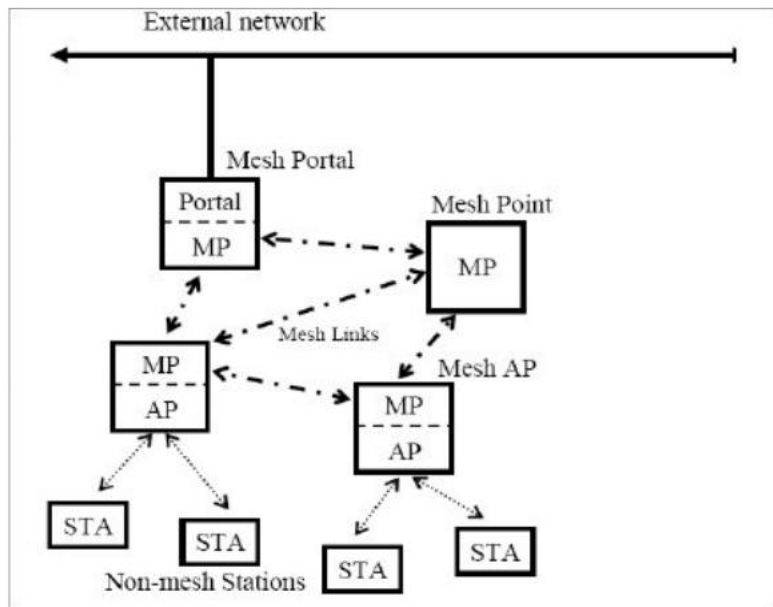 External network
Mesh Portal
Portal
MP
Mesh Point
MP
Mesh Links
MP
AP
Mesh AP
MP
AP
STA
STA
STA
STA
Non-mesh Stations